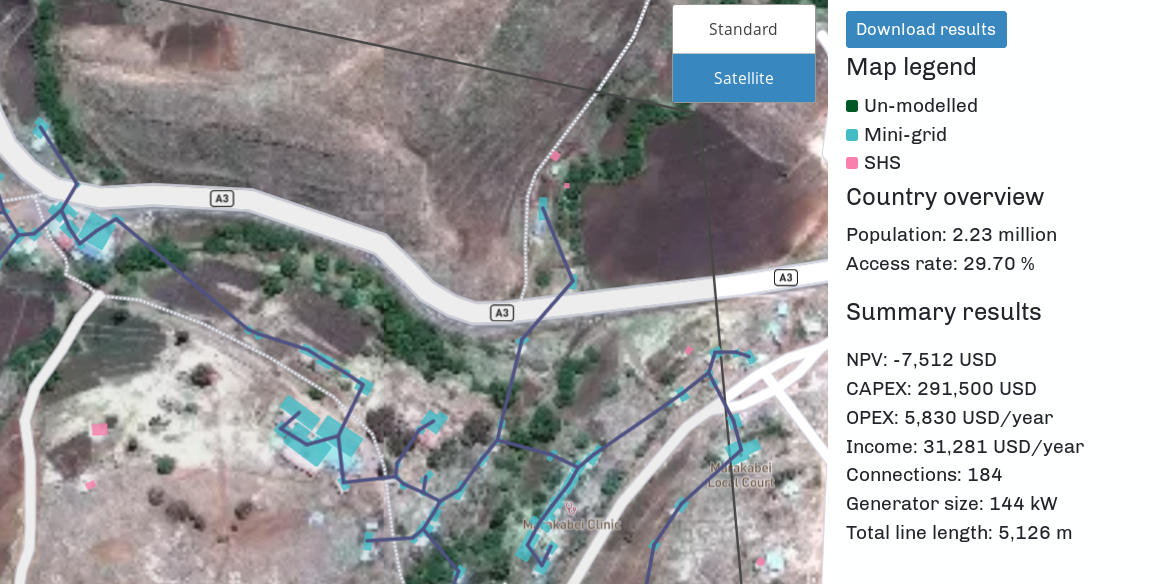 Standard
Satellite
A3
A3
A3
Marakabei
Local Court
Marakabei Clinic
Download results
Map legend
Un-modelled
Mini-grid
SHS
Country overview
Population: 2.23 million
Access rate: 29.70 %
Summary results
NPV: -7,512 USD
CAPEX: 291,500 USD
OPEX: 5,830 USD/year
Income: 31,281 USD/year
Connections: 184
Generator size: 144 kW
Total line length: 5,126 m